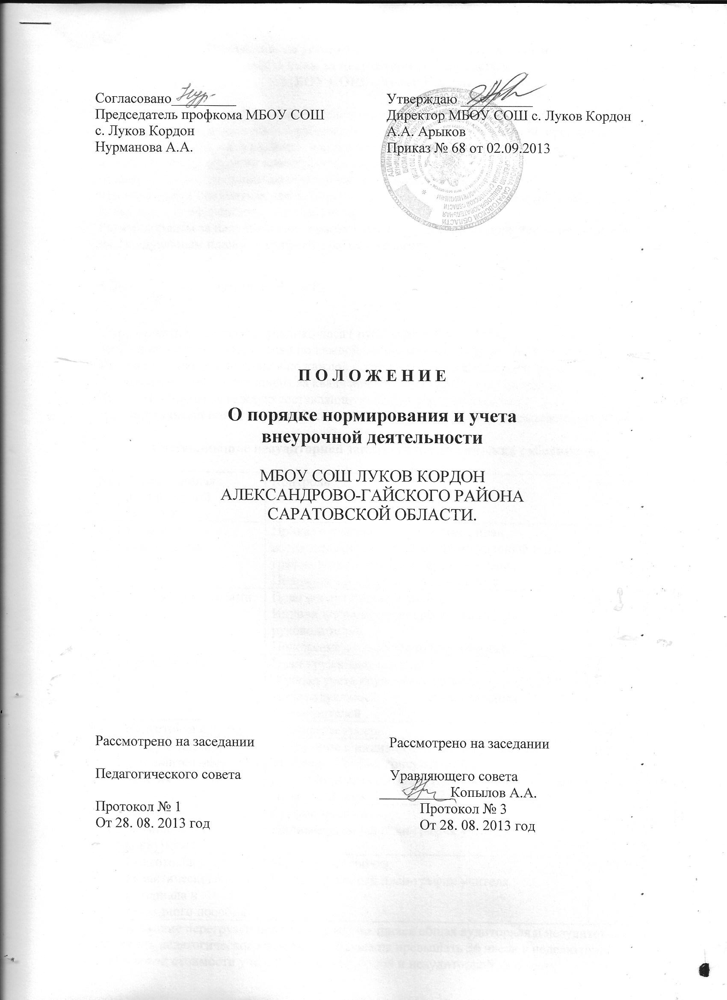 Согласовано
Председатель профкома МБОУ СОШ
с. Луков Кордон
Нурманова А.А.
Утверждаю
Директор МБОУ СОШ с. Луков Кордон
А.А. Арыков
Приказ № 68 от 02.09.2013
П О Л О Ж Е Н И Е
О порядке нормирования и учета
внеурочной деятельности
МБОУ СОШ ЛУКОВ КОРДОН
АЛЕКСАНДРОВО-ГАЙСКОГО РАЙОНА
САРАТОВСКОЙ ОБЛАСТИ.
Рассмотрено на заседании
Педагогического совета
Протокол № 1
От 28. 08. 2013 год
Рассмотрено на заседании
Уравляющего совета
Копылов А.А.
Протокол № 3
От 28. 08. 2013 год